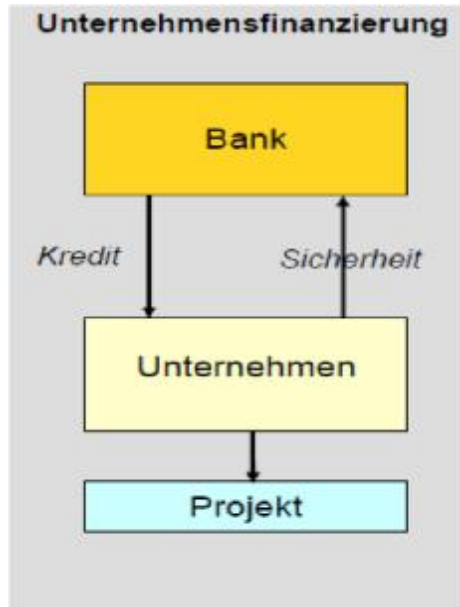 Unternehmensfinanzierung
Bank
Kredit
Sicherheit
Unternehmen
Projekt